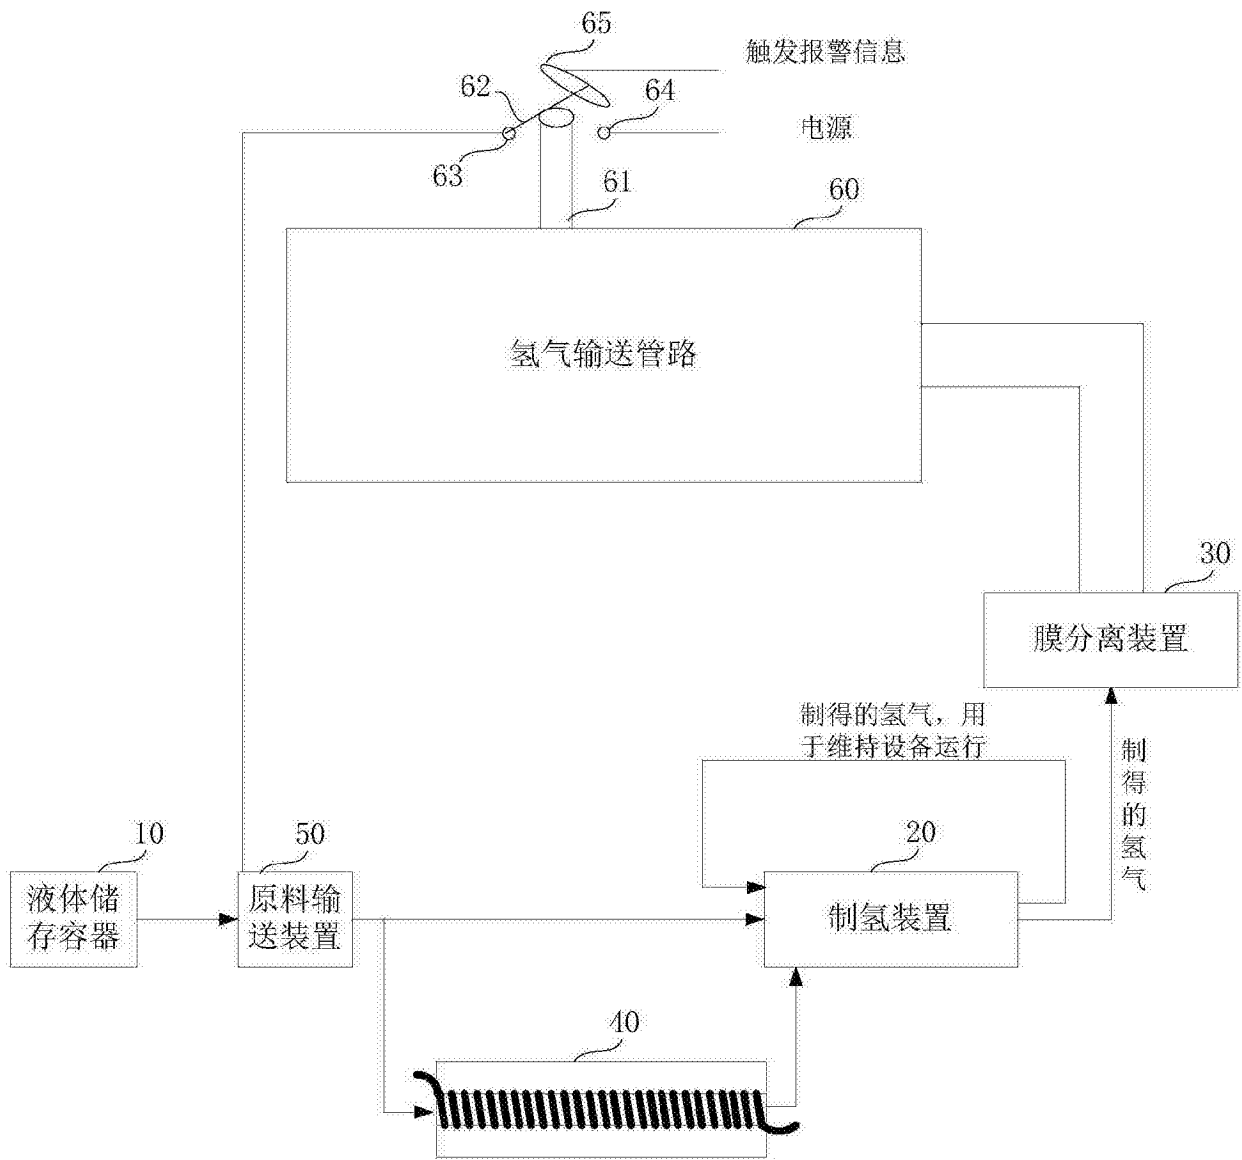 65
触发报警信息
62
64
电源
63
61
60
氢气输送管路
30
膜分离装置
制得的氢气，用
于维持设备运行
制得的氢气
10
50
20
液体储
存容器
原料输
送装置
制氢装置
40